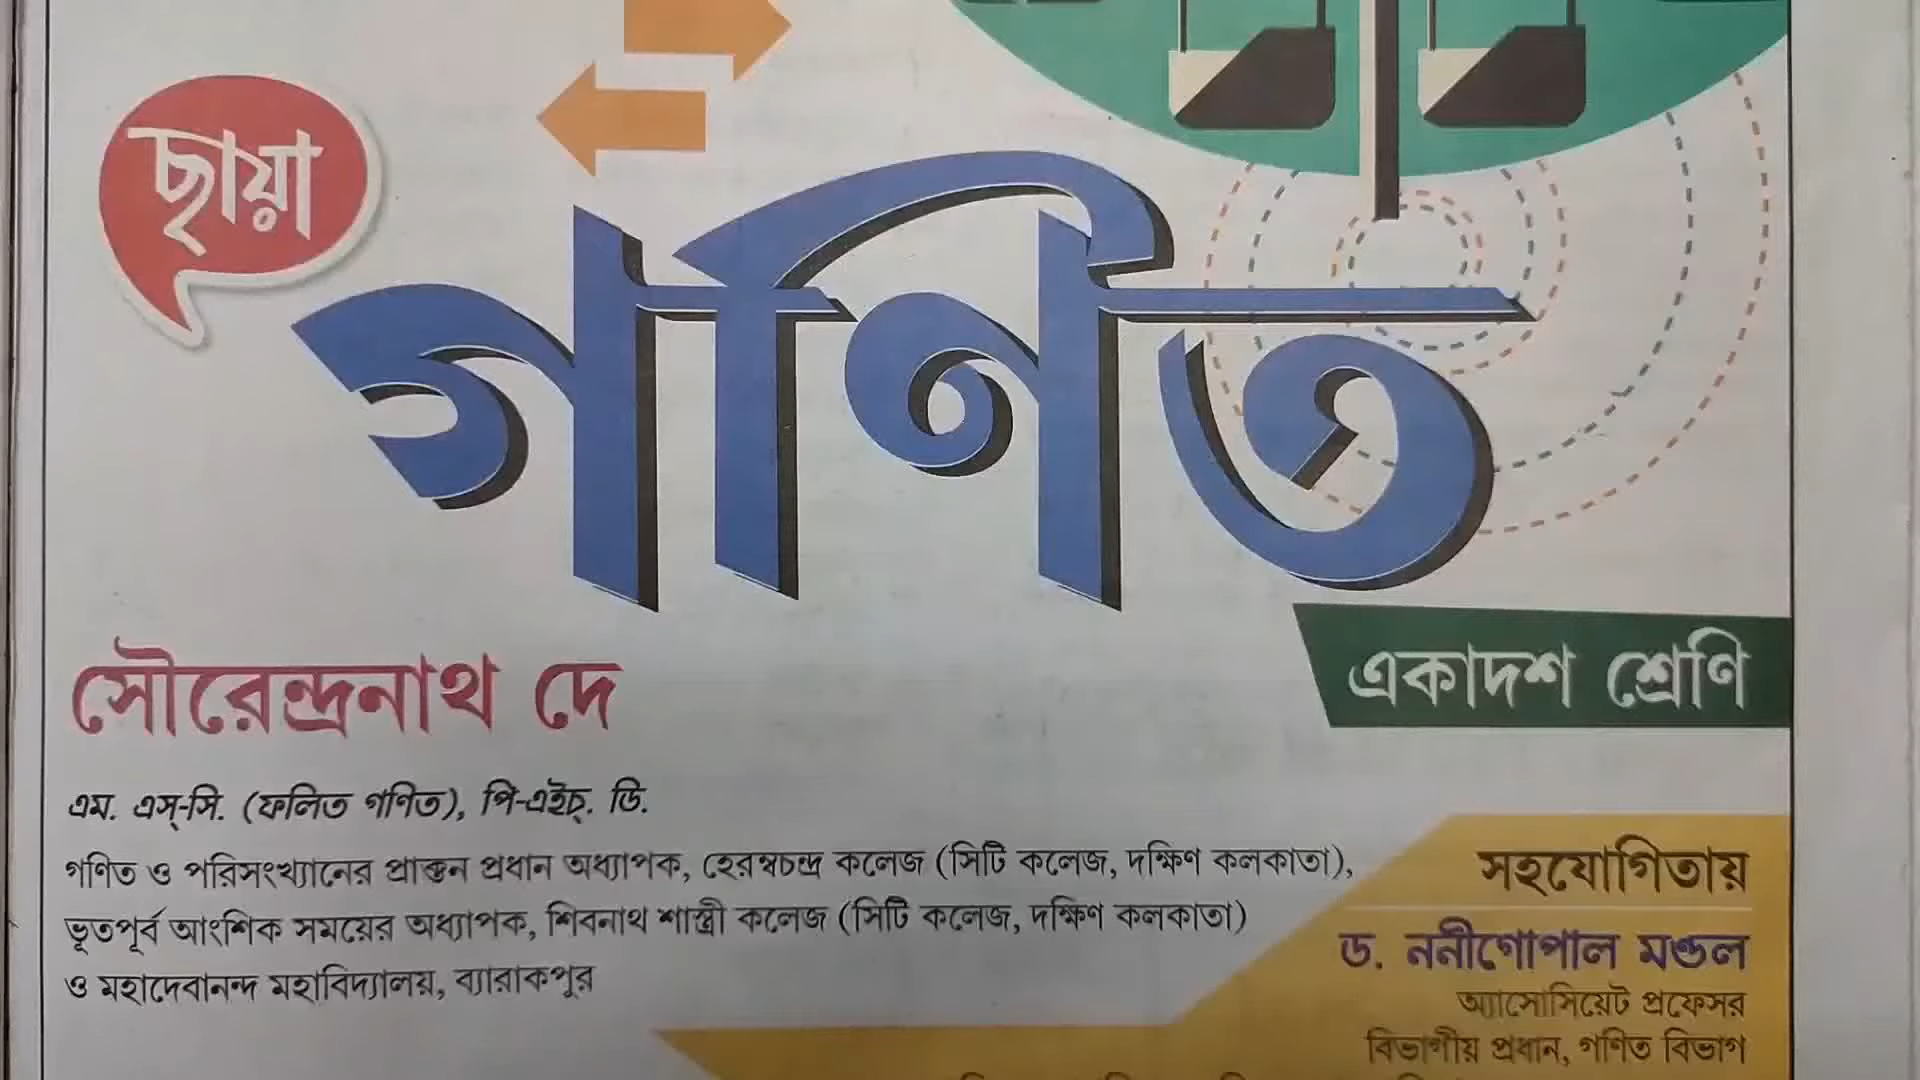 ছায়া
গণিত
একাদশ শ্রেণি
সৌরেন্দ্রনাথ দে
এম. এস্-সি. (ফলিত গণিত), পি-এইচ্. ডি.
গণিত ও পরিসংখ্যানের প্রাক্তন প্রধান অধ্যাপক, হেরম্বচন্দ্র কলেজ (সিটি কলেজ, দক্ষিণ কলকাতা),
ভূতপূর্ব আংশিক সময়ের অধ্যাপক, শিবনাথ শাস্ত্রী কলেজ (সিটি কলেজ, দক্ষিণ কলকাতা)
ও মহাদেবানন্দ মহাবিদ্যালয়, ব্যারাকপুর
সহযোগিতায়
ড. ননীগোপাল মণ্ডল
অ্যাসোসিয়েট প্রফেসর
বিভাগীয় প্রধান, গণিত বিভাগ